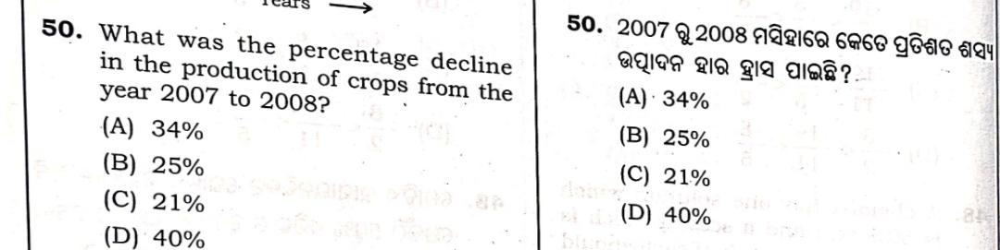 Years
50. What was the percentage decline
in the production of crops from the
year 2007 to 2008?
(A) 34%
(B) 25%
(C) 21%
(D) 40%
50. 2007 ରୁ 2008 ମସିହାରେ କେତେ ପ୍ରତିଶତ ଶସ୍ୟ
ଉତ୍ପାଦନ ହାର ହ୍ରାସ ପାଇଛି?
(A) 34%
(B) 25%
(C) 21%
(D) 40%